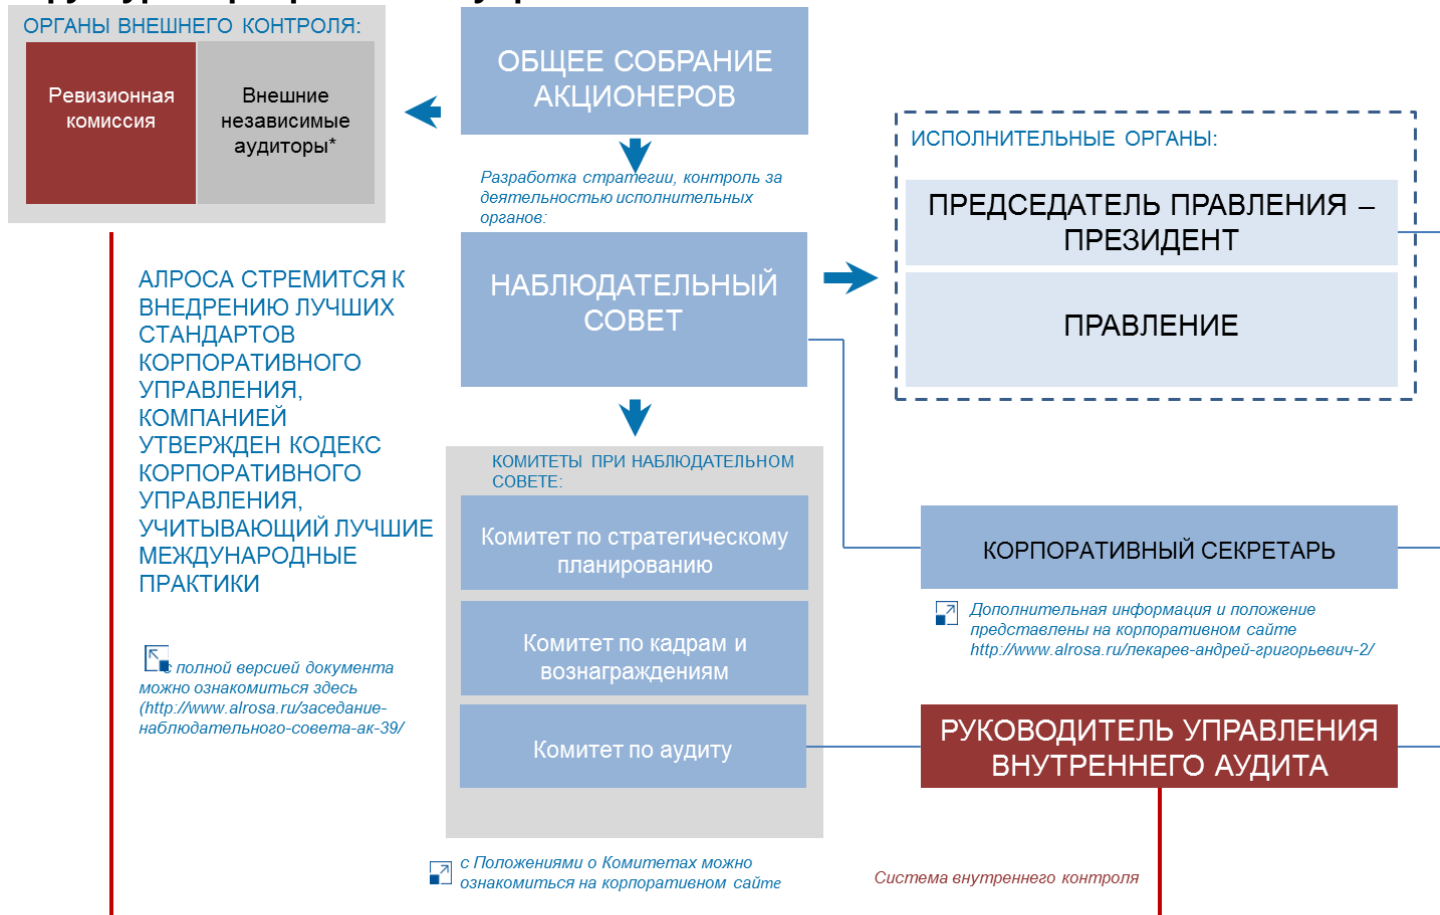 ОРГАНЫ ВНЕШНЕГО КОНТРОЛЯ:
Ревизионная
комиссия
Внешние
независимые
аудиторы*
ОБЩЕЕ СОБРАНИЕ
АКЦИОНЕРОВ
Разработка стратегии, контроль за
деятельностью исполнительных
органов:
НАБЛЮДАТЕЛЬНЫЙ
СОВЕТ
ИСПОЛНИТЕЛЬНЫЕ ОРГАНЫ:
ПРЕДСЕДАТЕЛЬ ПРАВЛЕНИЯ –
ПРЕЗИДЕНТ
ПРАВЛЕНИЕ
АЛРОСА СТРЕМИТСЯ К
ВНЕДРЕНИЮ ЛУЧШИХ
СТАНДАРТОВ
КОРПОРАТИВНОГО
УПРАВЛЕНИЯ,
КОМПАНИЕЙ
УТВЕРЖДЕН КОДЕКС
КОРПОРАТИВНОГО
УПРАВЛЕНИЯ,
УЧИТЫВАЮЩИЙ ЛУЧШИЕ
МЕЖДУНАРОДНЫЕ
ПРАКТИКИ
с полной версией документа
можно ознакомиться здесь
(http://www.alrosa.ru/заседание-
наблюдательного-совета-ак-39/
КОМИТЕТЫ ПРИ НАБЛЮДАТЕЛЬНОМ
СОВЕТЕ:
Комитет по стратегическому
планированию
Комитет по кадрам и
вознаграждениям
Комитет по аудиту
с Положениями о Комитетах можно
ознакомиться на корпоративном сайте
КОРПОРАТИВНЫЙ СЕКРЕТАРЬ
Дополнительная информация и положение
представлены на корпоративном сайте
http://www.alrosa.ru/лекарев-андрей-григорьевич-2/
РУКОВОДИТЕЛЬ УПРАВЛЕНИЯ
ВНУТРЕННЕГО АУДИТА
Система внутреннего контроля